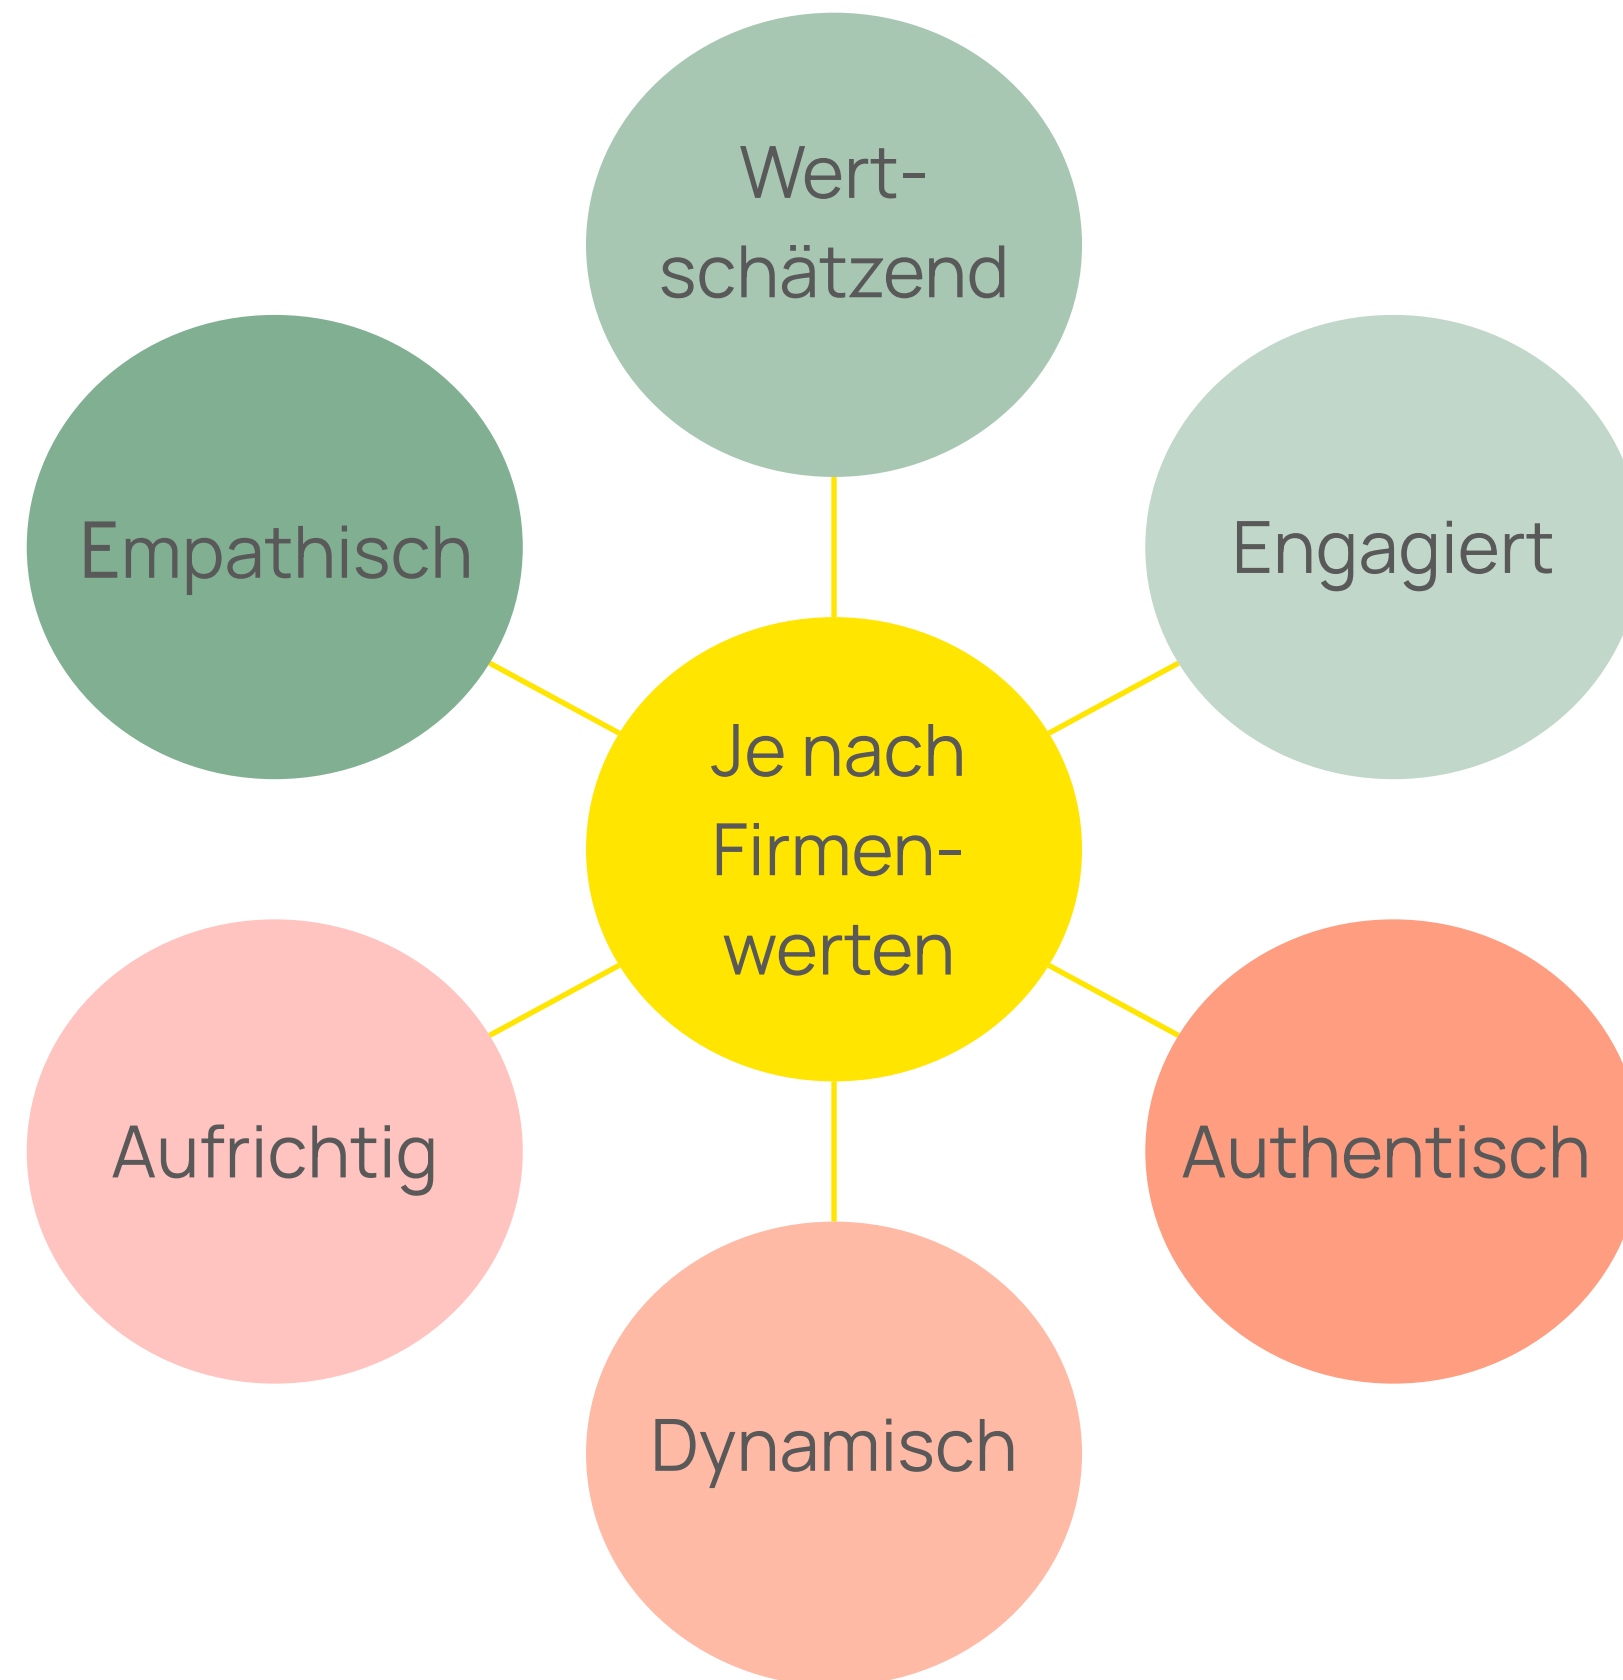 Wert-
schätzend
Empathisch
Engagiert
Je nach
Firmen-
werten
Aufrichtig
Authentisch
Dynamisch